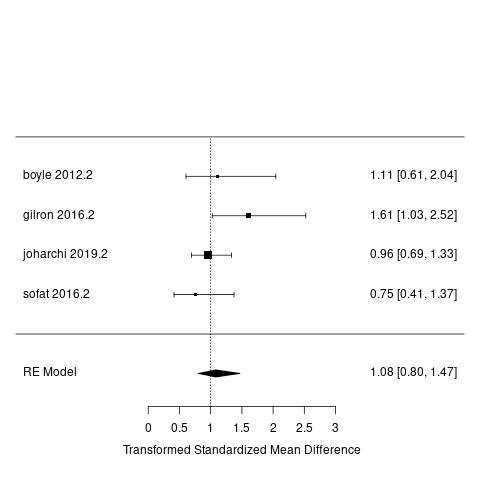 boyle 2012.2 1.11 [0.61, 2.04]
gilron 2016.2 1.61 [1.03, 2.52]
joharchi 2019.2 0.96 [0.69, 1.33]
sofat 2016.2 0.75 [0.41, 1.37]
RE Model 1.08 [0.80, 1.47]
0 0.5 1 1.5 2 2.5 3
Transformed Standardized Mean Difference